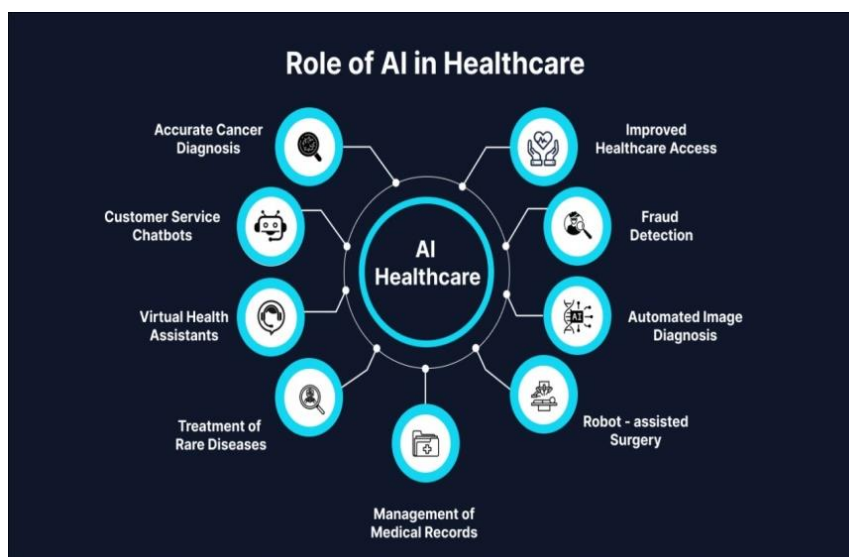 Role of AI in Healthcare
Accurate Cancer
Diagnosis
Improved
Healthcare Access
Customer Service
Chatbots
Fraud
Detection
AI
Healthcare
Virtual Health
Assistants
Automated Image
Diagnosis
AI
Treatment of
Rare Diseases
Robot - assisted
Surgery
Management of
Medical Records